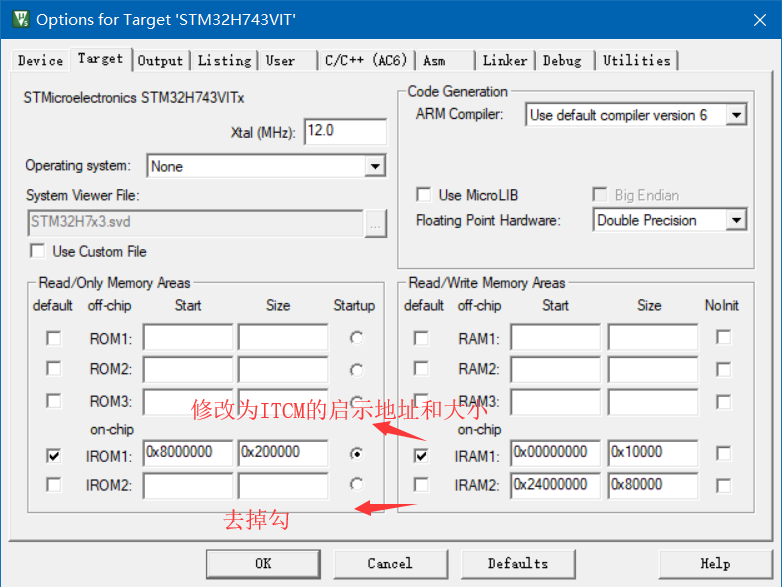 Options for Target 'STM32H743VIT'
Device Target Output Listing User C/C++ (AC6) Asm Linker Debug Utilities
STMicroelectronics STM32H743VITx
Xtal (MHz): 12.0
Operating system: None
System Viewer File:
STM32H7x3.svd ...
Use Custom File
Code Generation
ARM Compiler: Use default compiler version 6
Use MicroLIB Big Endian
Floating Point Hardware: Double Precision
Read/Only Memory Areas
default off-chip Start Size Startup
ROM1:
ROM2:
ROM3:
on-chip
IROM1: 0x8000000 0x200000
IROM2:
Read/Write Memory Areas
default off-chip Start Size NoInit
RAM1:
RAM2:
RAM3:
on-chip
IRAM1: 0x00000000 0x10000
IRAM2: 0x24000000 0x80000
修改为ITCM的启示地址和大小
去掉勾
OK Cancel Defaults Help